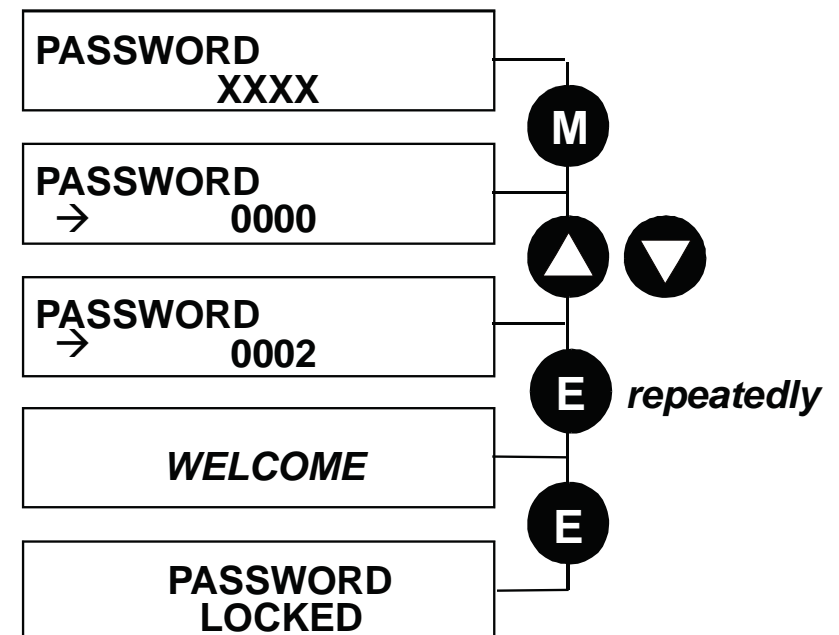 PASSWORD
XXXX
M
PASSWORD
→ 0000
PASSWORD
→ 0002
E repeatedly
WELCOME
E
PASSWORD
LOCKED